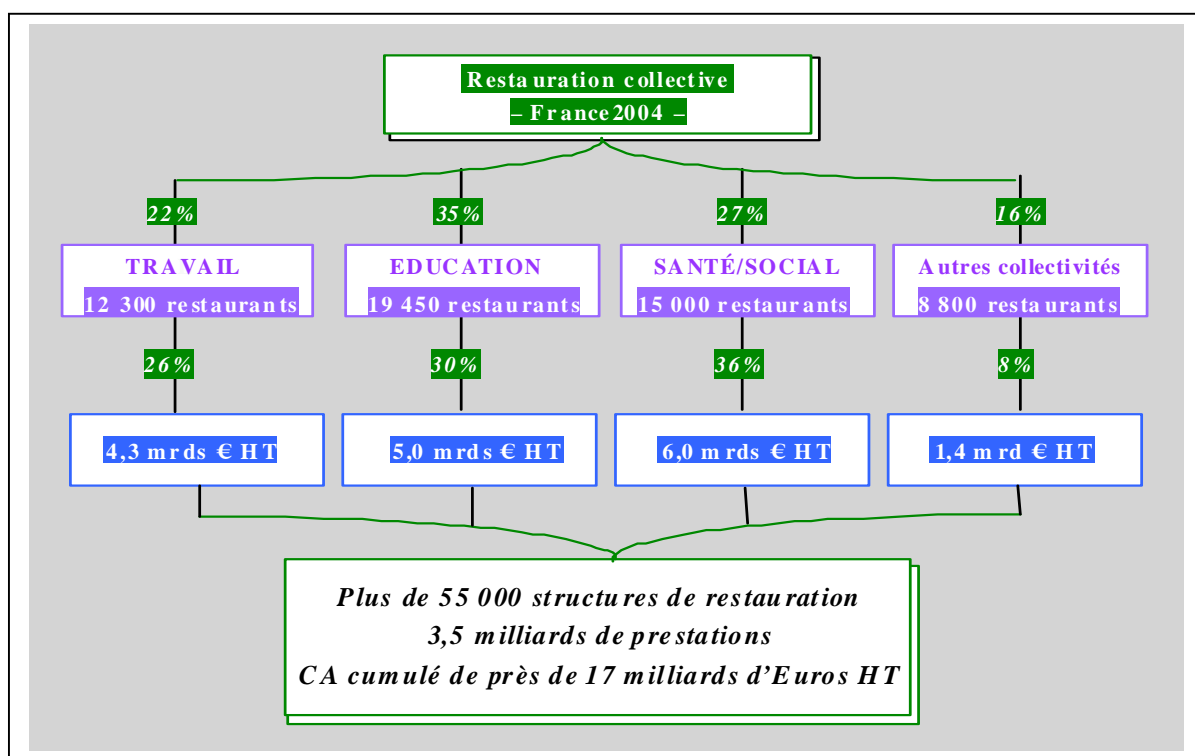 Restauration collective
– France2004 –
22%
35%
27%
16%
TRAVAIL
12 300 restaurants
EDUCATION
19 450 restaurants
SANTÉ/SOCIAL
15 000 restaurants
Autres collectivités
8 800 restaurants
26%
30%
36%
8%
4,3 mrds € HT
5,0 mrds € HT
6,0 mrds € HT
1,4 mrd € HT
Plus de 55 000 structures de restauration
3,5 milliards de prestations
CA cumulé de près de 17 milliards d’Euros HT